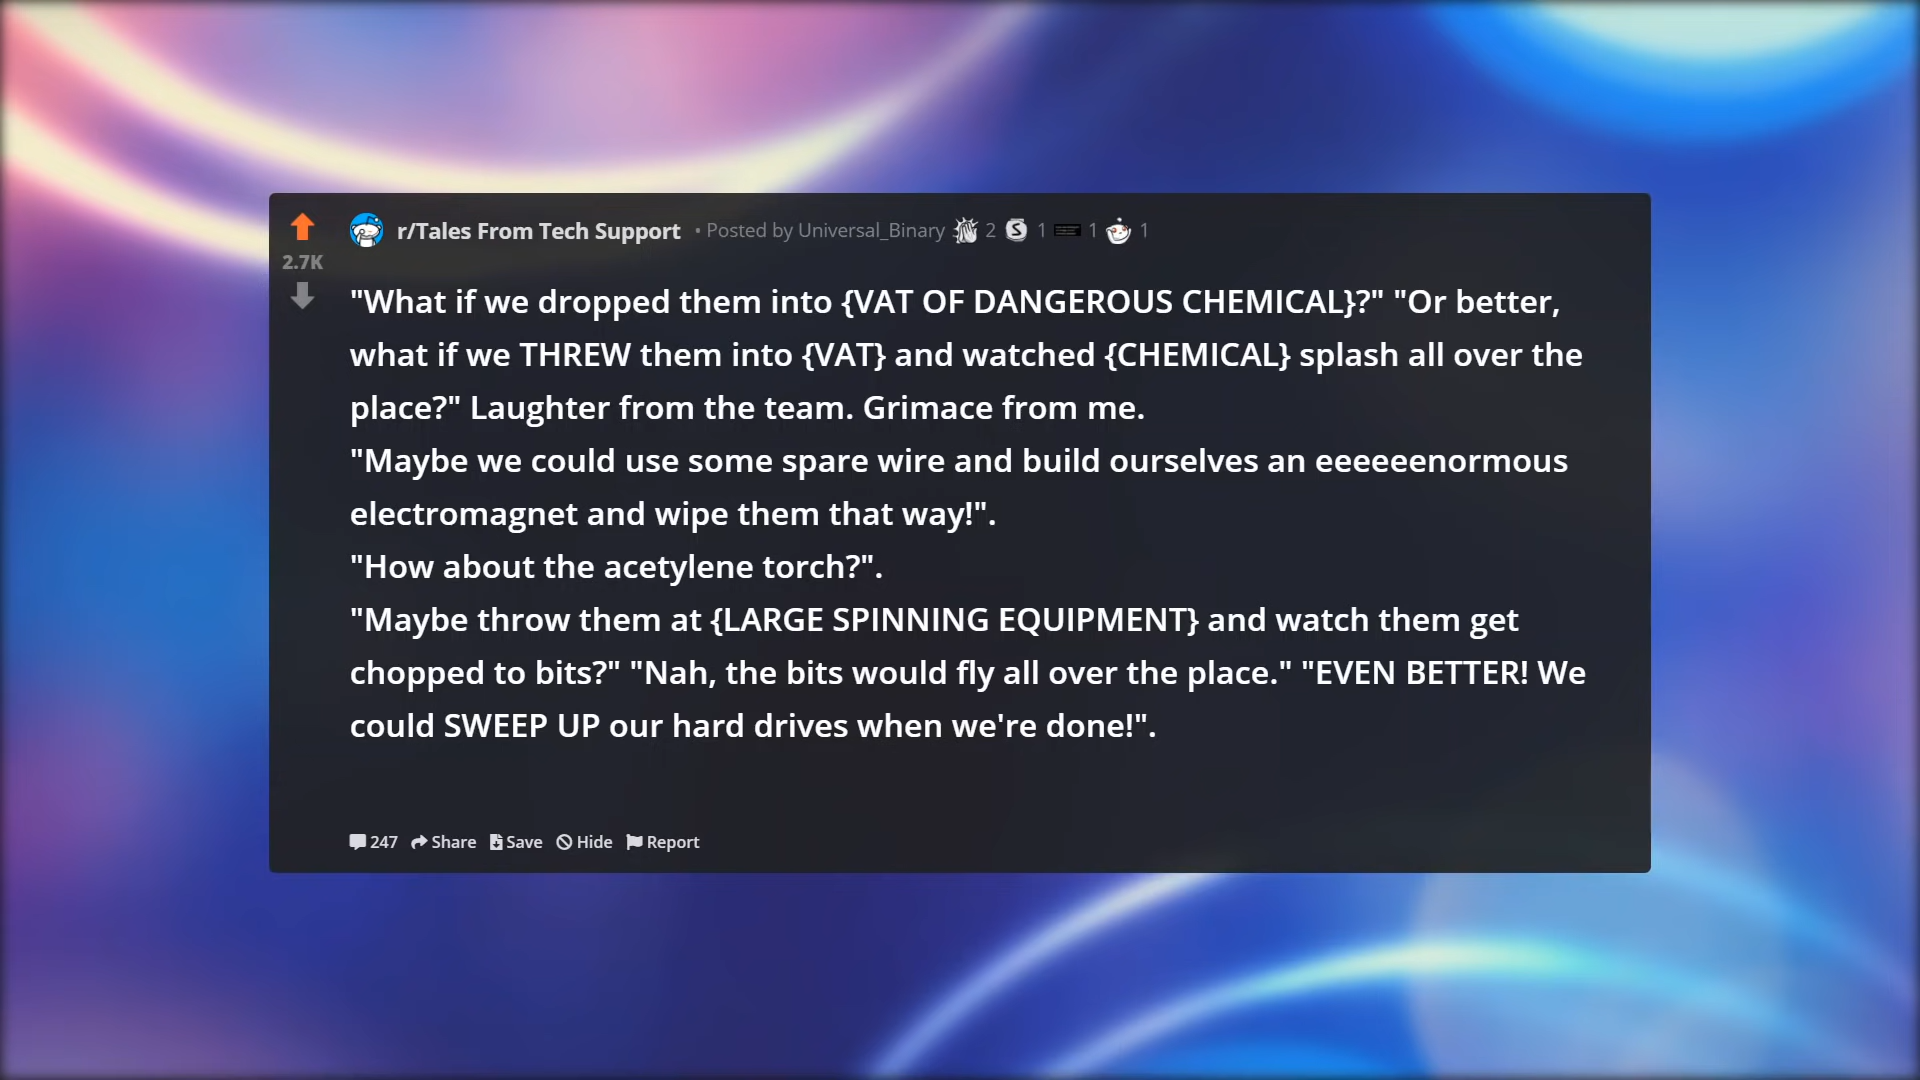 r/Tales From Tech Support • Posted by Universal_Binary 2 1 1 1
2.7K
"What if we dropped them into {VAT OF DANGEROUS CHEMICAL}?" "Or better,
what if we THREW them into {VAT} and watched {CHEMICAL} splash all over the
place?" Laughter from the team. Grimace from me.
"Maybe we could use some spare wire and build ourselves an eeeeeenormous
electromagnet and wipe them that way!".
"How about the acetylene torch?".
"Maybe throw them at {LARGE SPINNING EQUIPMENT} and watch them get
chopped to bits?" "Nah, the bits would fly all over the place." "EVEN BETTER! We
could SWEEP UP our hard drives when we're done!".
247 Share Save Hide Report